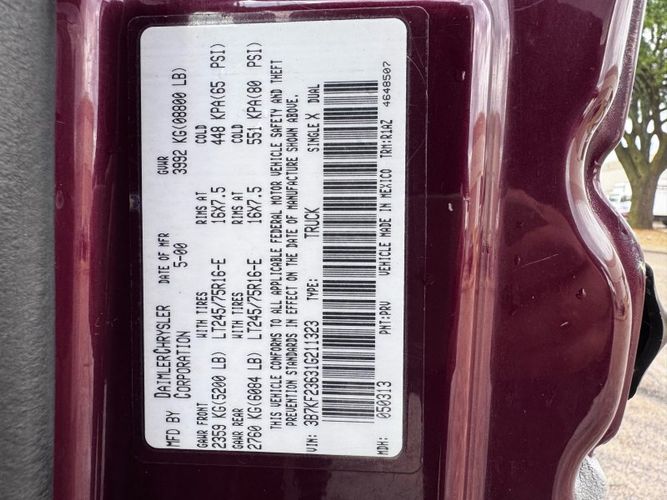 MFD BY DAIMLERCHRYSLER CORPORATION DATE OF MFR 5-00 GVWR 3992 KG(08800 LB)
GAWR FRONT WITH TIRES RIMS AT COLD
2359 KG(5200 LB) LT245/75R16-E 16X7.5 448 KPA(65 PSI)
GAWR REAR WITH TIRES RIMS AT COLD
2760 KG(6084 LB) LT245/75R16-E 16X7.5 551 KPA(80 PSI)
THIS VEHICLE CONFORMS TO ALL APPLICABLE FEDERAL MOTOR VEHICLE SAFETY AND THEFT
PREVENTION STANDARDS IN EFFECT ON THE DATE OF MANUFACTURE SHOWN ABOVE.
VIN: 3B7KF23691G211323 TYPE: TRUCK SINGLE X DUAL
MDH: 050313 PNT:PRV VEHICLE MADE IN MEXICO TRM:R1AZ 4648507